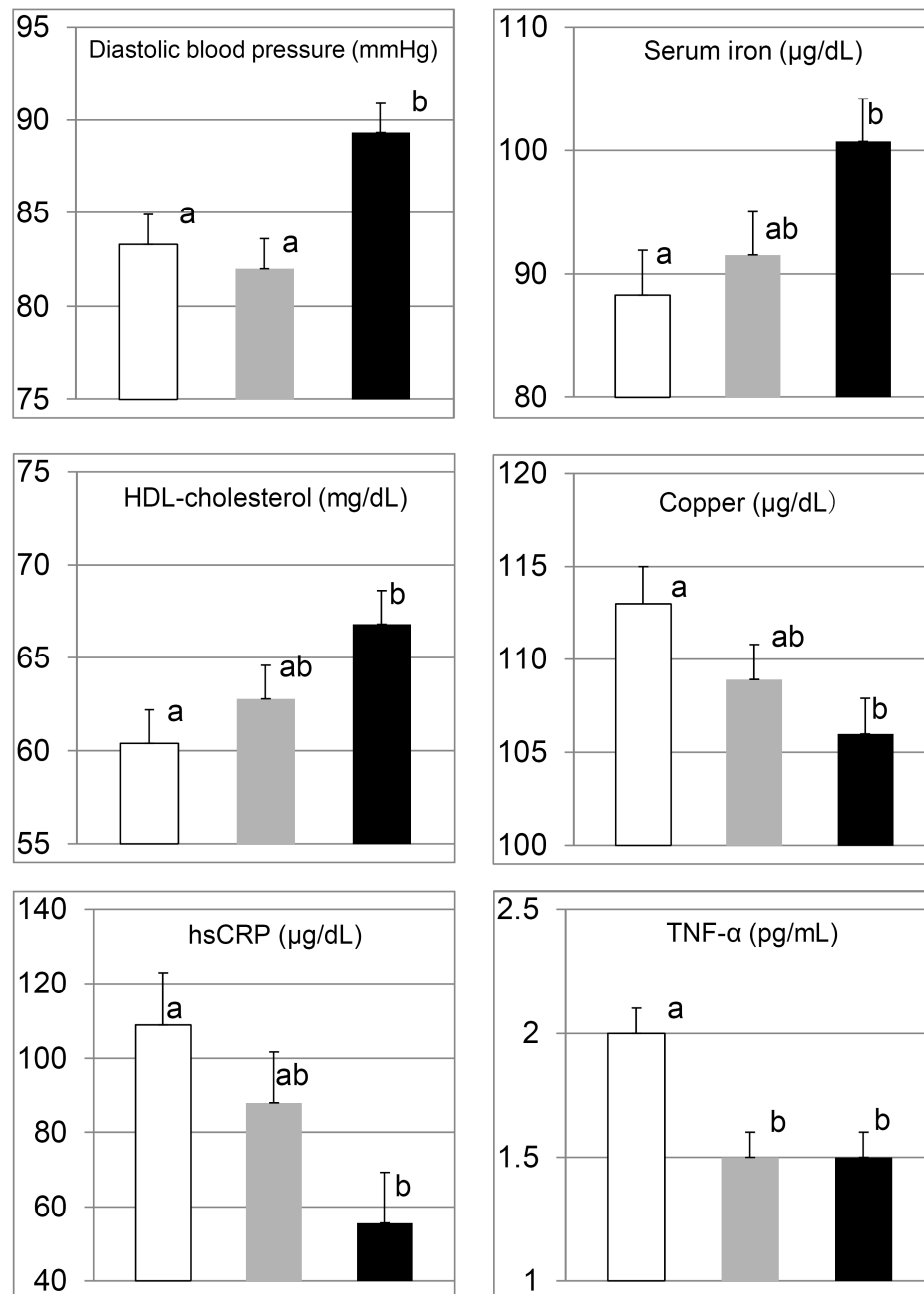 Diastolic blood pressure (mmHg)
95
90
85
80
75
a
a
b
Serum iron (µg/dL)
110
100
90
80
a
ab
b
HDL-cholesterol (mg/dL)
75
70
65
60
55
a
ab
b
Copper (µg/dL）
120
115
110
105
100
a
ab
b
hsCRP (µg/dL)
140
120
100
80
60
40
a
ab
b
TNF-α (pg/mL)
2.5
2
1.5
1
a
b
b